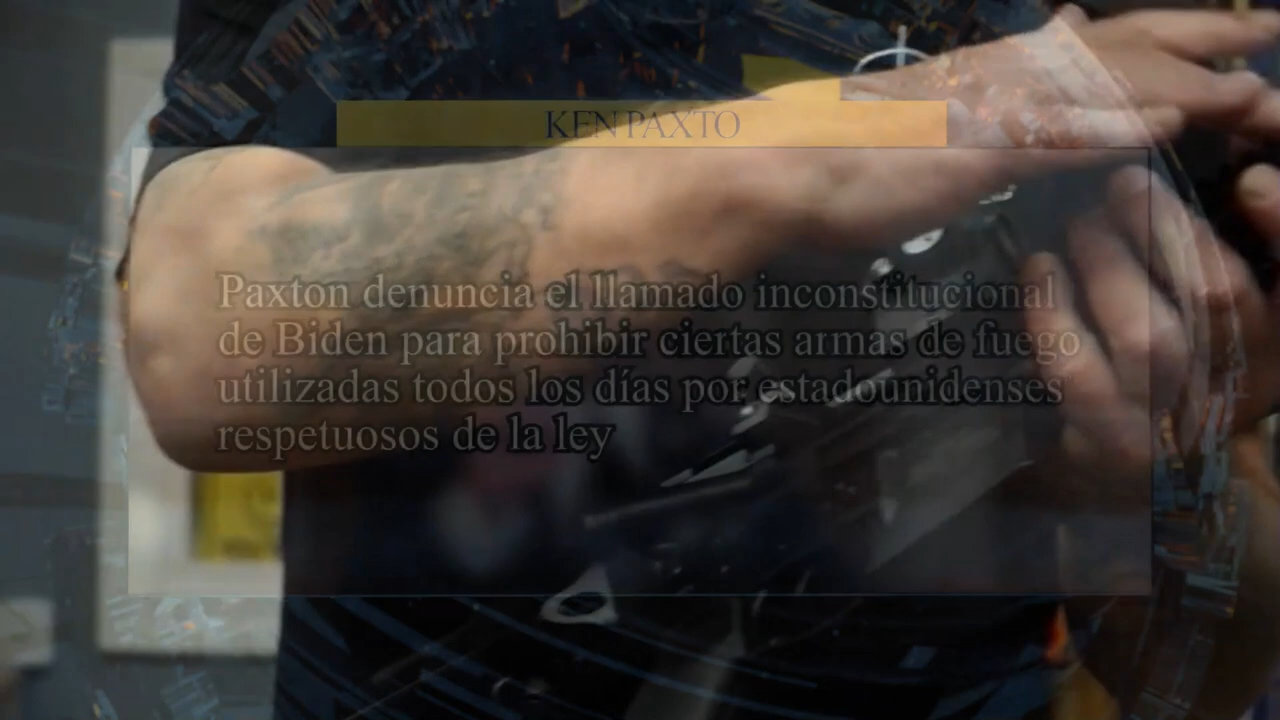 KEN PAXTO
Paxton denuncia el llamado inconstitucional
de Biden para prohibir ciertas armas de fuego
utilizadas todos los días por estadounidenses
respetuosos de la ley